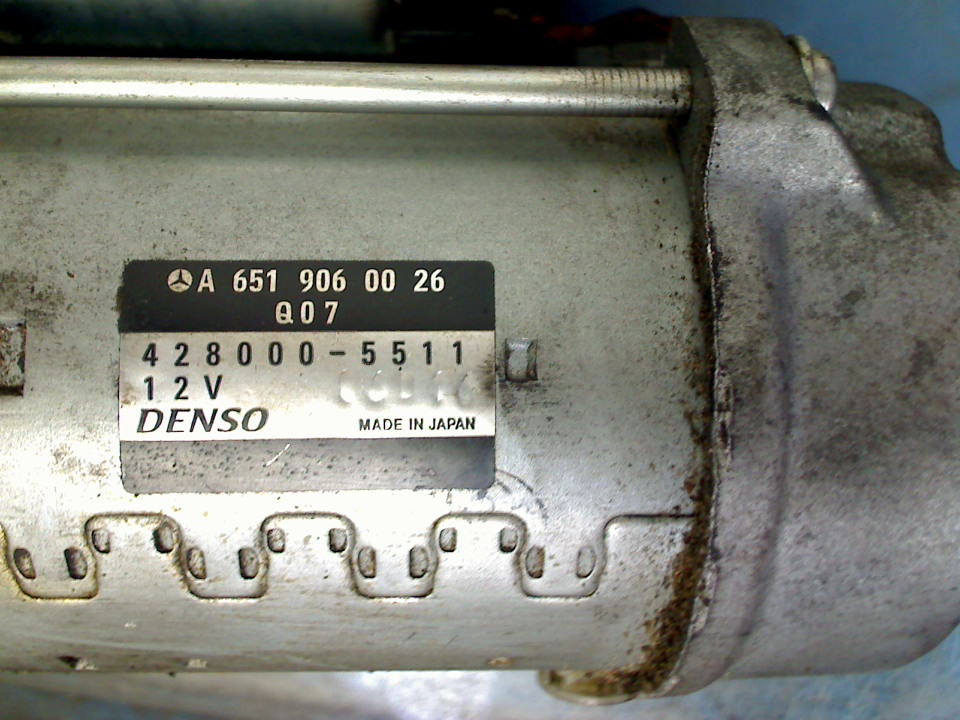 A 651 906 00 26
Q07
428000-5511
12V
DENSO MADE IN JAPAN